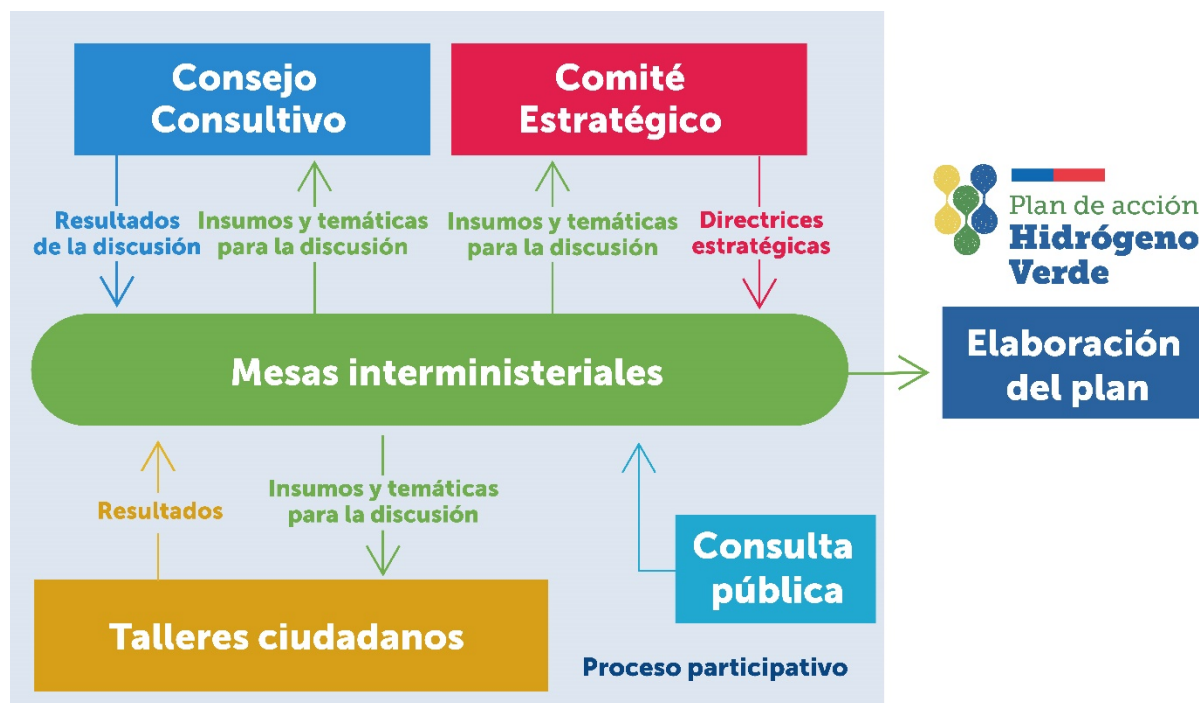 Consejo
Consultivo
Comité
Estratégico
Resultados
de la discusión
Insumos y temáticas
para la discusión
Insumos y temáticas
para la discusión
Directrices
estratégicas
Plan de acción
Hidrógeno
Verde
Mesas interministeriales
Elaboración
del plan
Resultados
Insumos y temáticas
para la discusión
Consulta
pública
Talleres ciudadanos
Proceso participativo